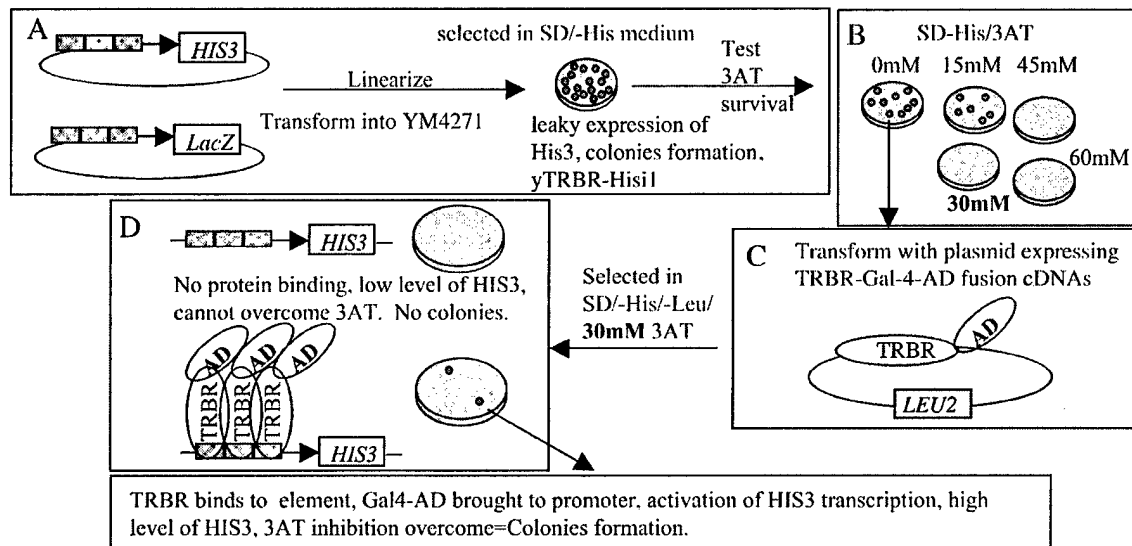 A
HIS3
LacZ
Linearize
Transform into YM4271
selected in SD/-His medium
leaky expression of
His3, colonies formation,
yTRBR-His
Test
3AT
survival
B
SD-His/3AT
0mM 15mM 45mM
60mM
30mM
C
Transform with plasmid expressing
TRBR-Gal-4-AD fusion cDNAs
TRBR
AD
LEU2
Selected in
SD/-His/-Leu/
30mM 3AT
D
HIS3
No protein binding, low level of HIS3,
cannot overcome 3AT. No colonies.
AD AD AD
TRBR TRBR TRBR
HIS3
TRBR binds to element, Gal4-AD brought to promoter, activation of HIS3 transcription, high
level of HIS3, 3AT inhibition overcome=Colonies formation.